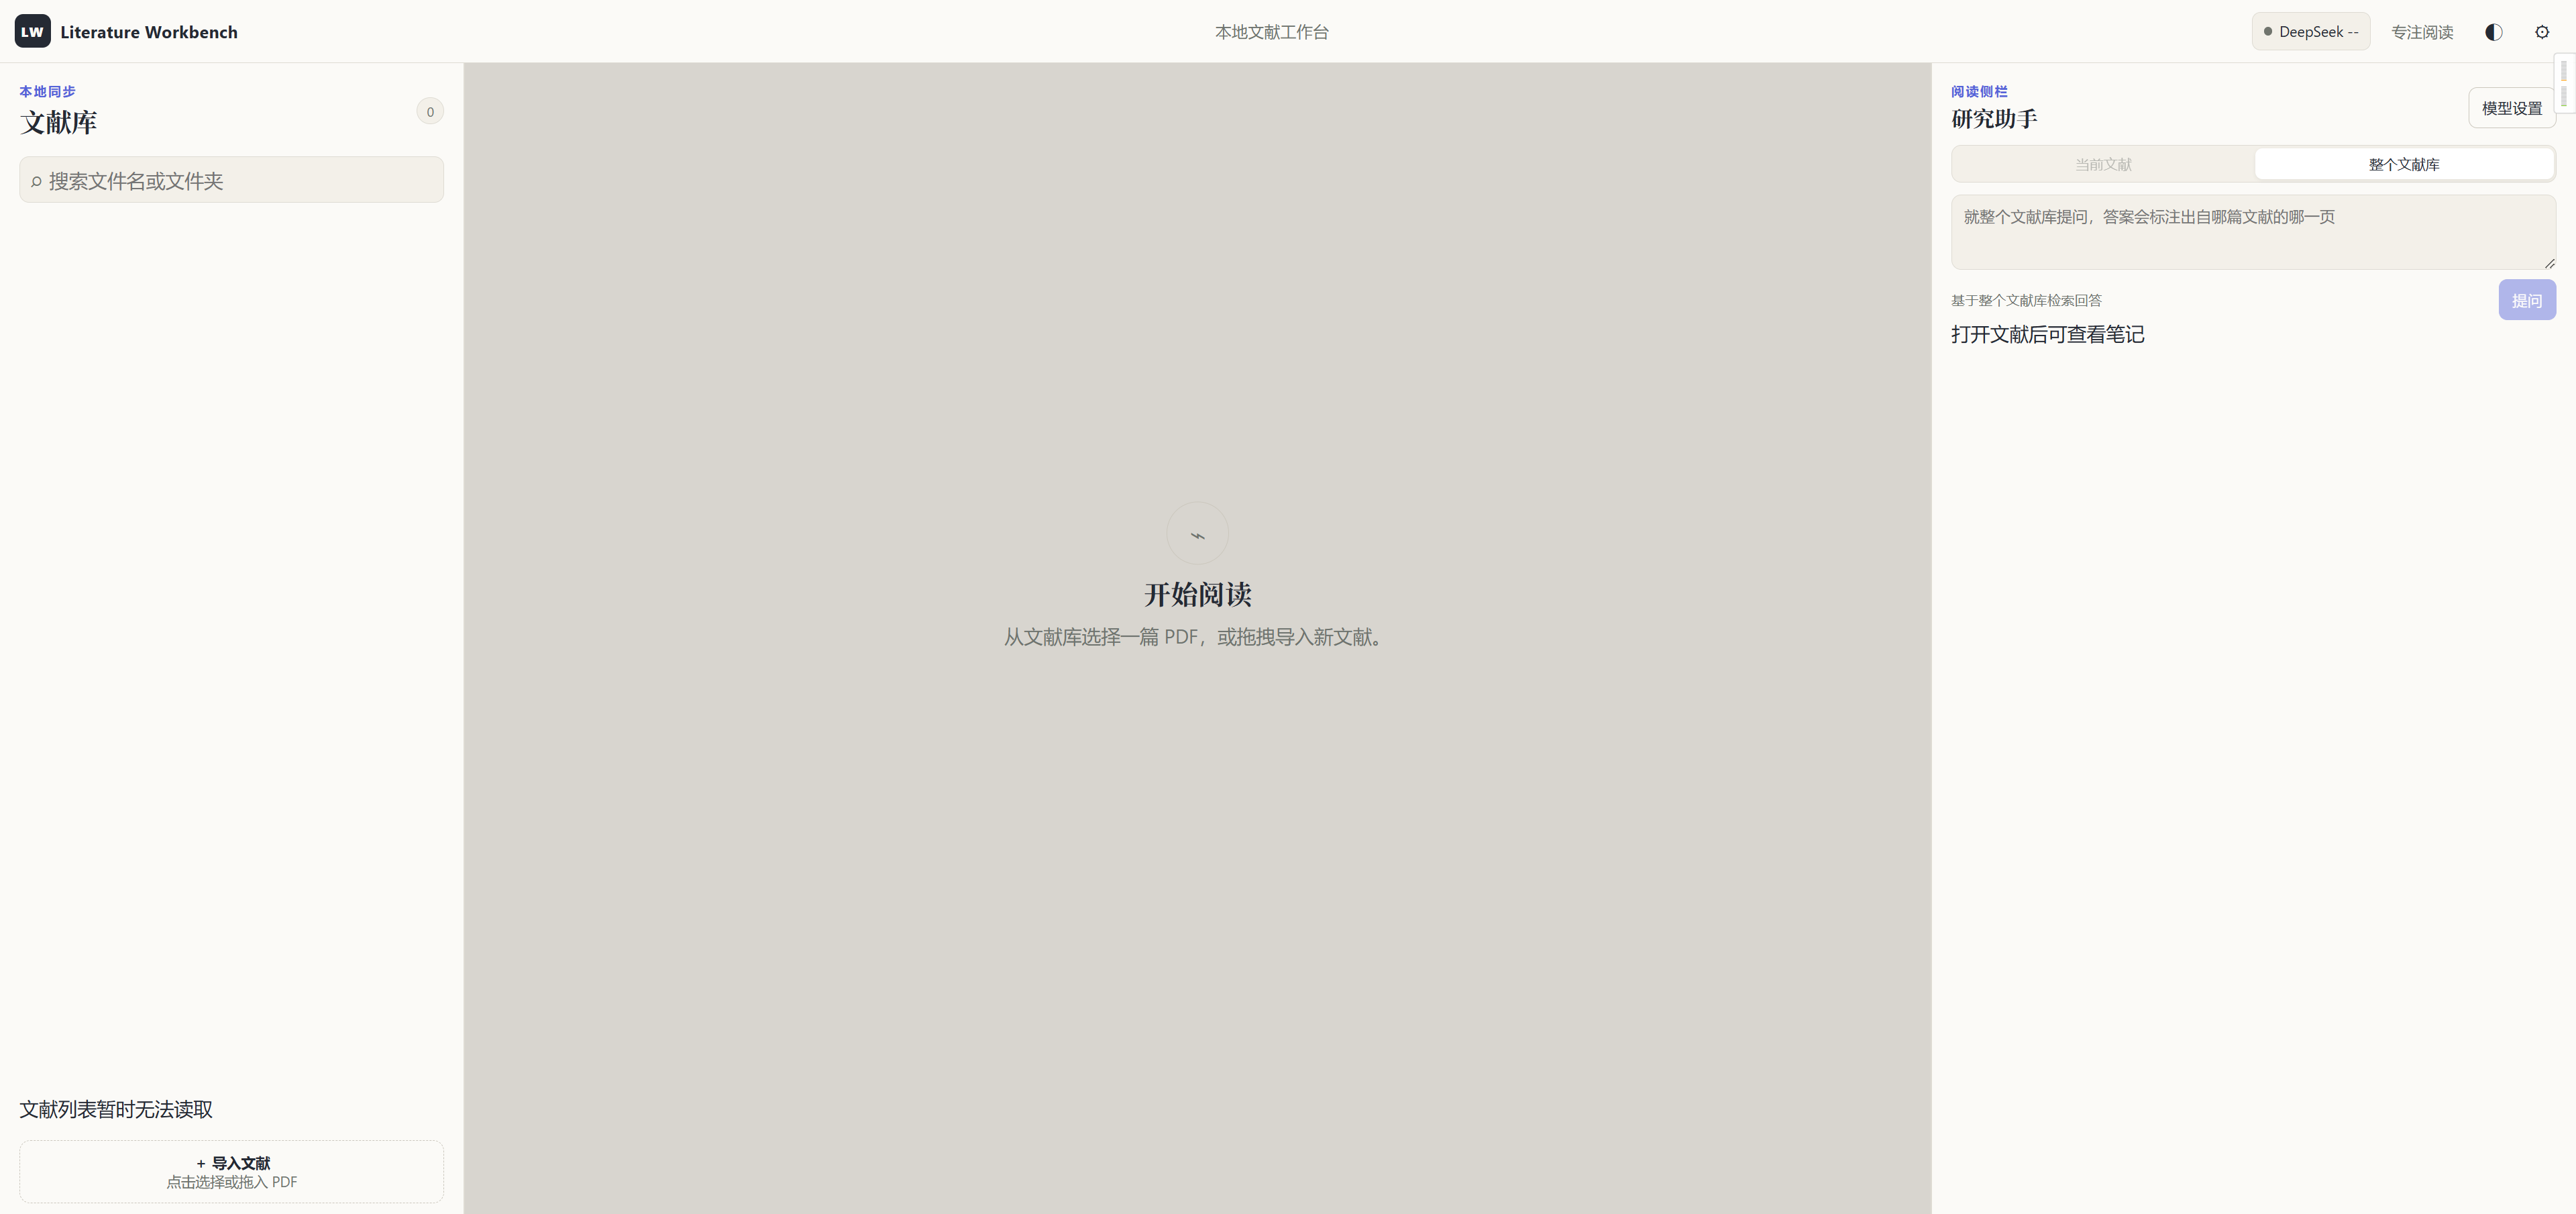 LW Literature Workbench
本地文献工作台
DeepSeek --
专注阅读
本地同步
文献库
0
搜索文件名或文件夹
文献列表暂时无法读取
+ 导入文献
点击选择或拖入 PDF
开始阅读
从文献库选择一篇 PDF，或拖拽导入新文献。
阅读侧栏
研究助手
模型设置
当前文献
整个文献库
就整个文献库提问，答案会标注出自哪篇文献的哪一页
基于整个文献库检索回答
提问
打开文献后可查看笔记